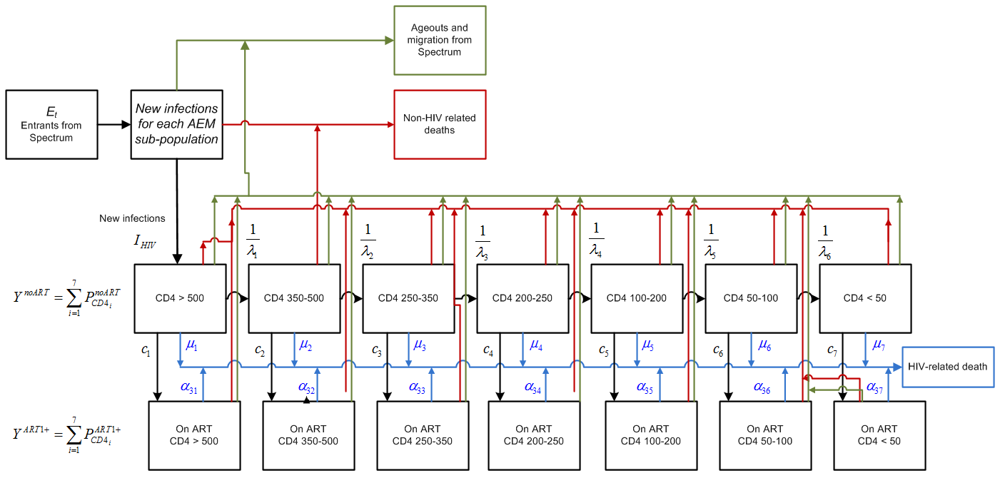 Ageouts and
migration from
Spectrum
E_t
Entrants from
Spectrum
New infections
for each AEM
sub-population
Non-HIV related
deaths
New infections
I_HIV
1/λ_1
1/λ_2
1/λ_3
1/λ_4
1/λ_5
1/λ_6
Y^{noART} = \sum_{i=1}^{7} P_{CD4_i}^{noART}
CD4 > 500
CD4 350-500
CD4 250-350
CD4 200-250
CD4 100-200
CD4 50-100
CD4 < 50
c_1
μ_1
c_2
μ_2
c_3
μ_3
c_4
μ_4
c_5
μ_5
c_6
μ_6
c_7
μ_7
HIV-related death
α_31
α_32
α_33
α_34
α_35
α_36
α_37
Y^{ART1+} = \sum_{i=1}^{7} P_{CD4_i}^{ART1+}
On ART
CD4 > 500
On ART
CD4 350-500
On ART
CD4 250-350
On ART
CD4 200-250
On ART
CD4 100-200
On ART
CD4 50-100
On ART
CD4 < 50